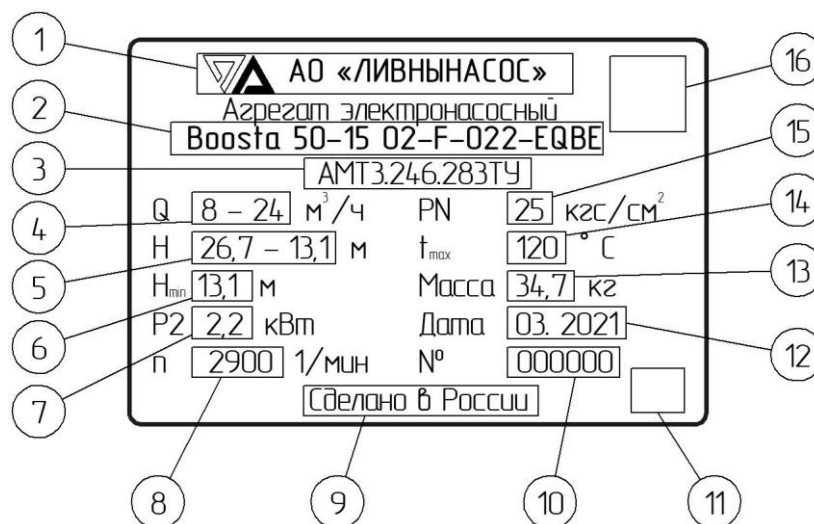 АО «ЛИВНЫНАСОС»
Агрегат электронасосный
Boosta 50-15 02-F-022-EQBE
АМТ3.246.283ТУ
Q 8 – 24 м³/ч PN 25 кгс/см²
H 26,7 – 13,1 м tmax 120 °C
Hmin 13,1 м Масса 34,7 кг
P2 2,2 кВт Дата 03. 2021
n 2900 1/мин № 000000
Сделано в России
1
2
3
4
5
6
7
8
9
10
11
12
13
14
15
16